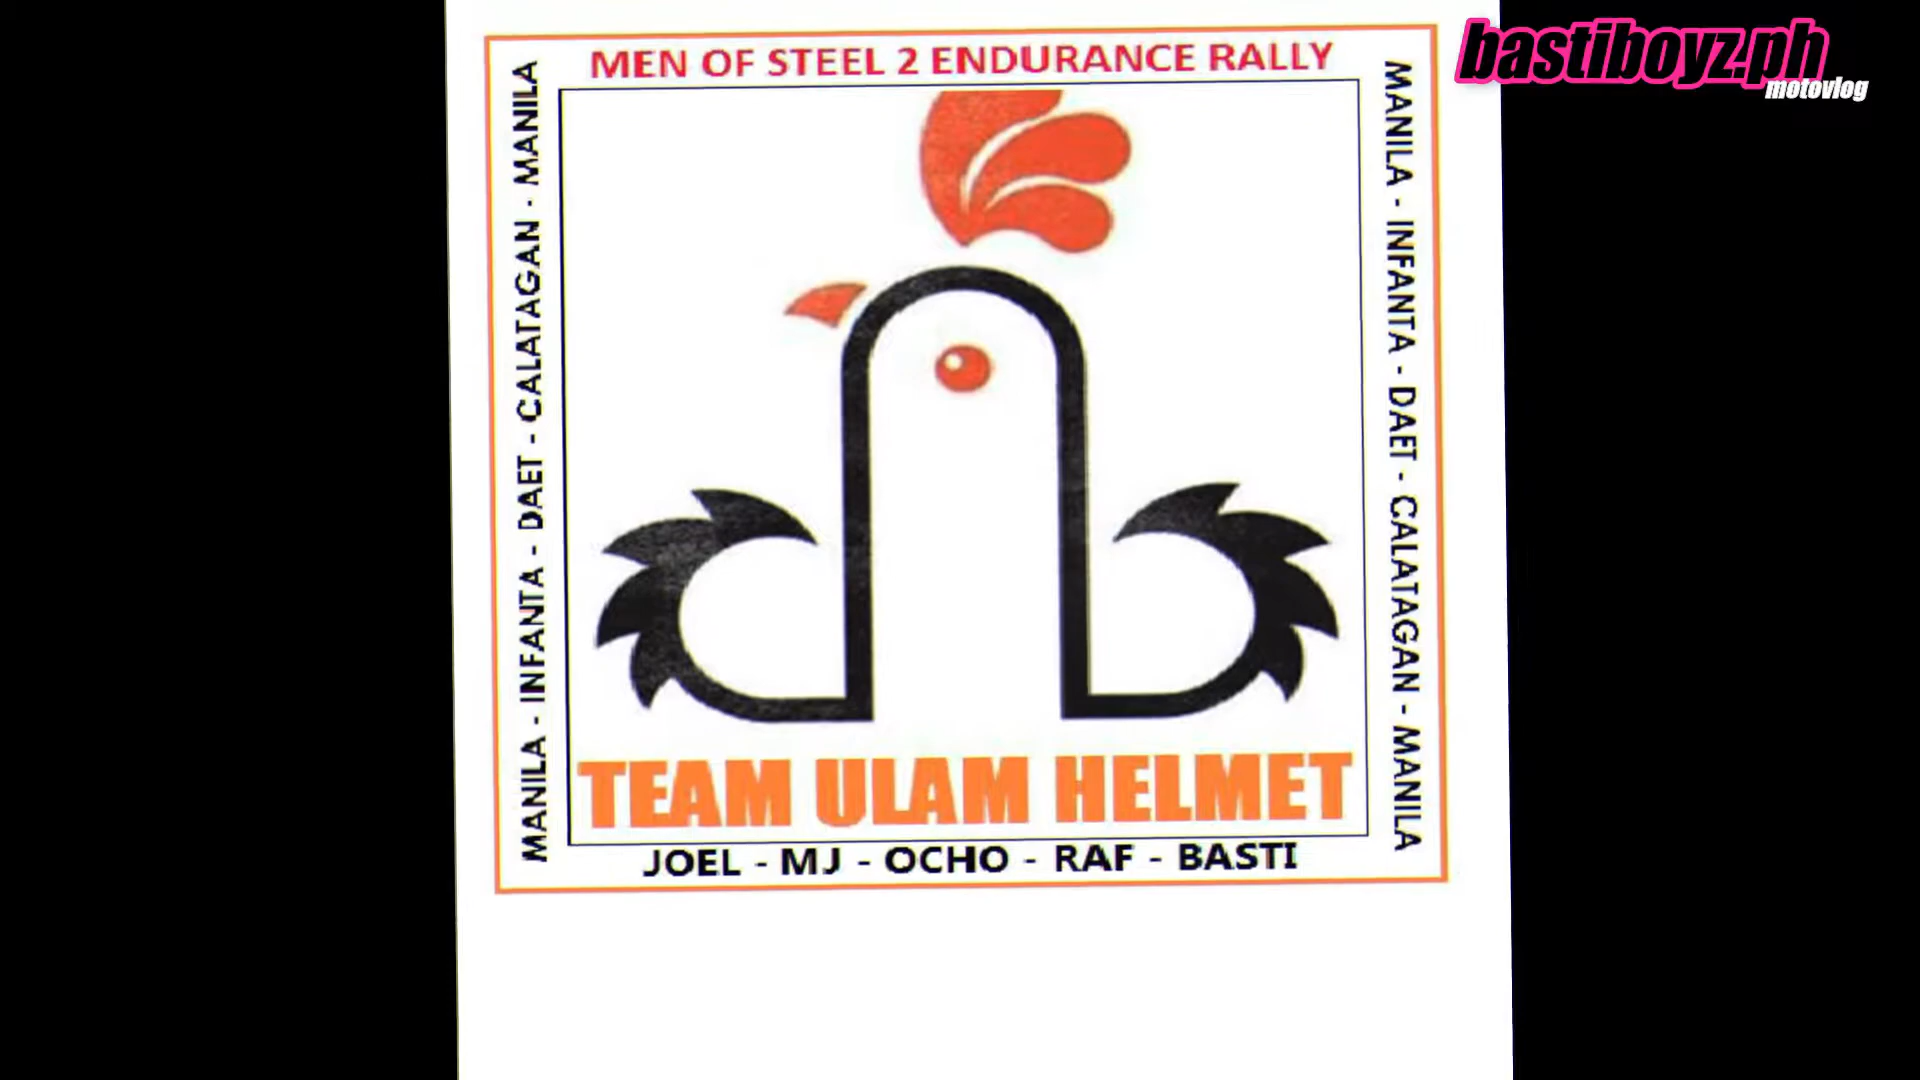 bastiboyz.ph
motovlog
MEN OF STEEL 2 ENDURANCE RALLY
MANILA - INFANTA - DAET - CALATAGAN - MANILA
MANILA - INFANTA - DAET - CALATAGAN - MANILA
TEAM ULAM HELMET
JOEL - MJ - OCHO - RAF - BASTI